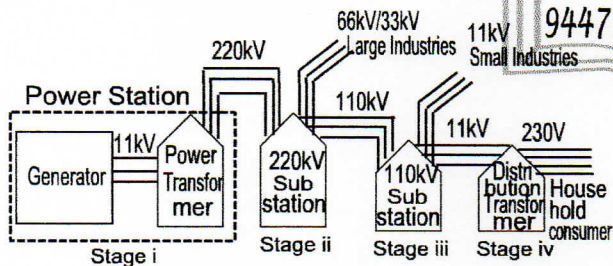 9447
66kV/33kV
Large Industries
11kV
Small Industries
220kV
Power Station
110kV
11kV
230V
11kV
Generator
Power
Transfor
mer
220kV
Sub
station
110kV
Sub
station
Distri-
bution
Transfor
mer
House
hold
consumer
Stage i
Stage ii
Stage iii
Stage iv